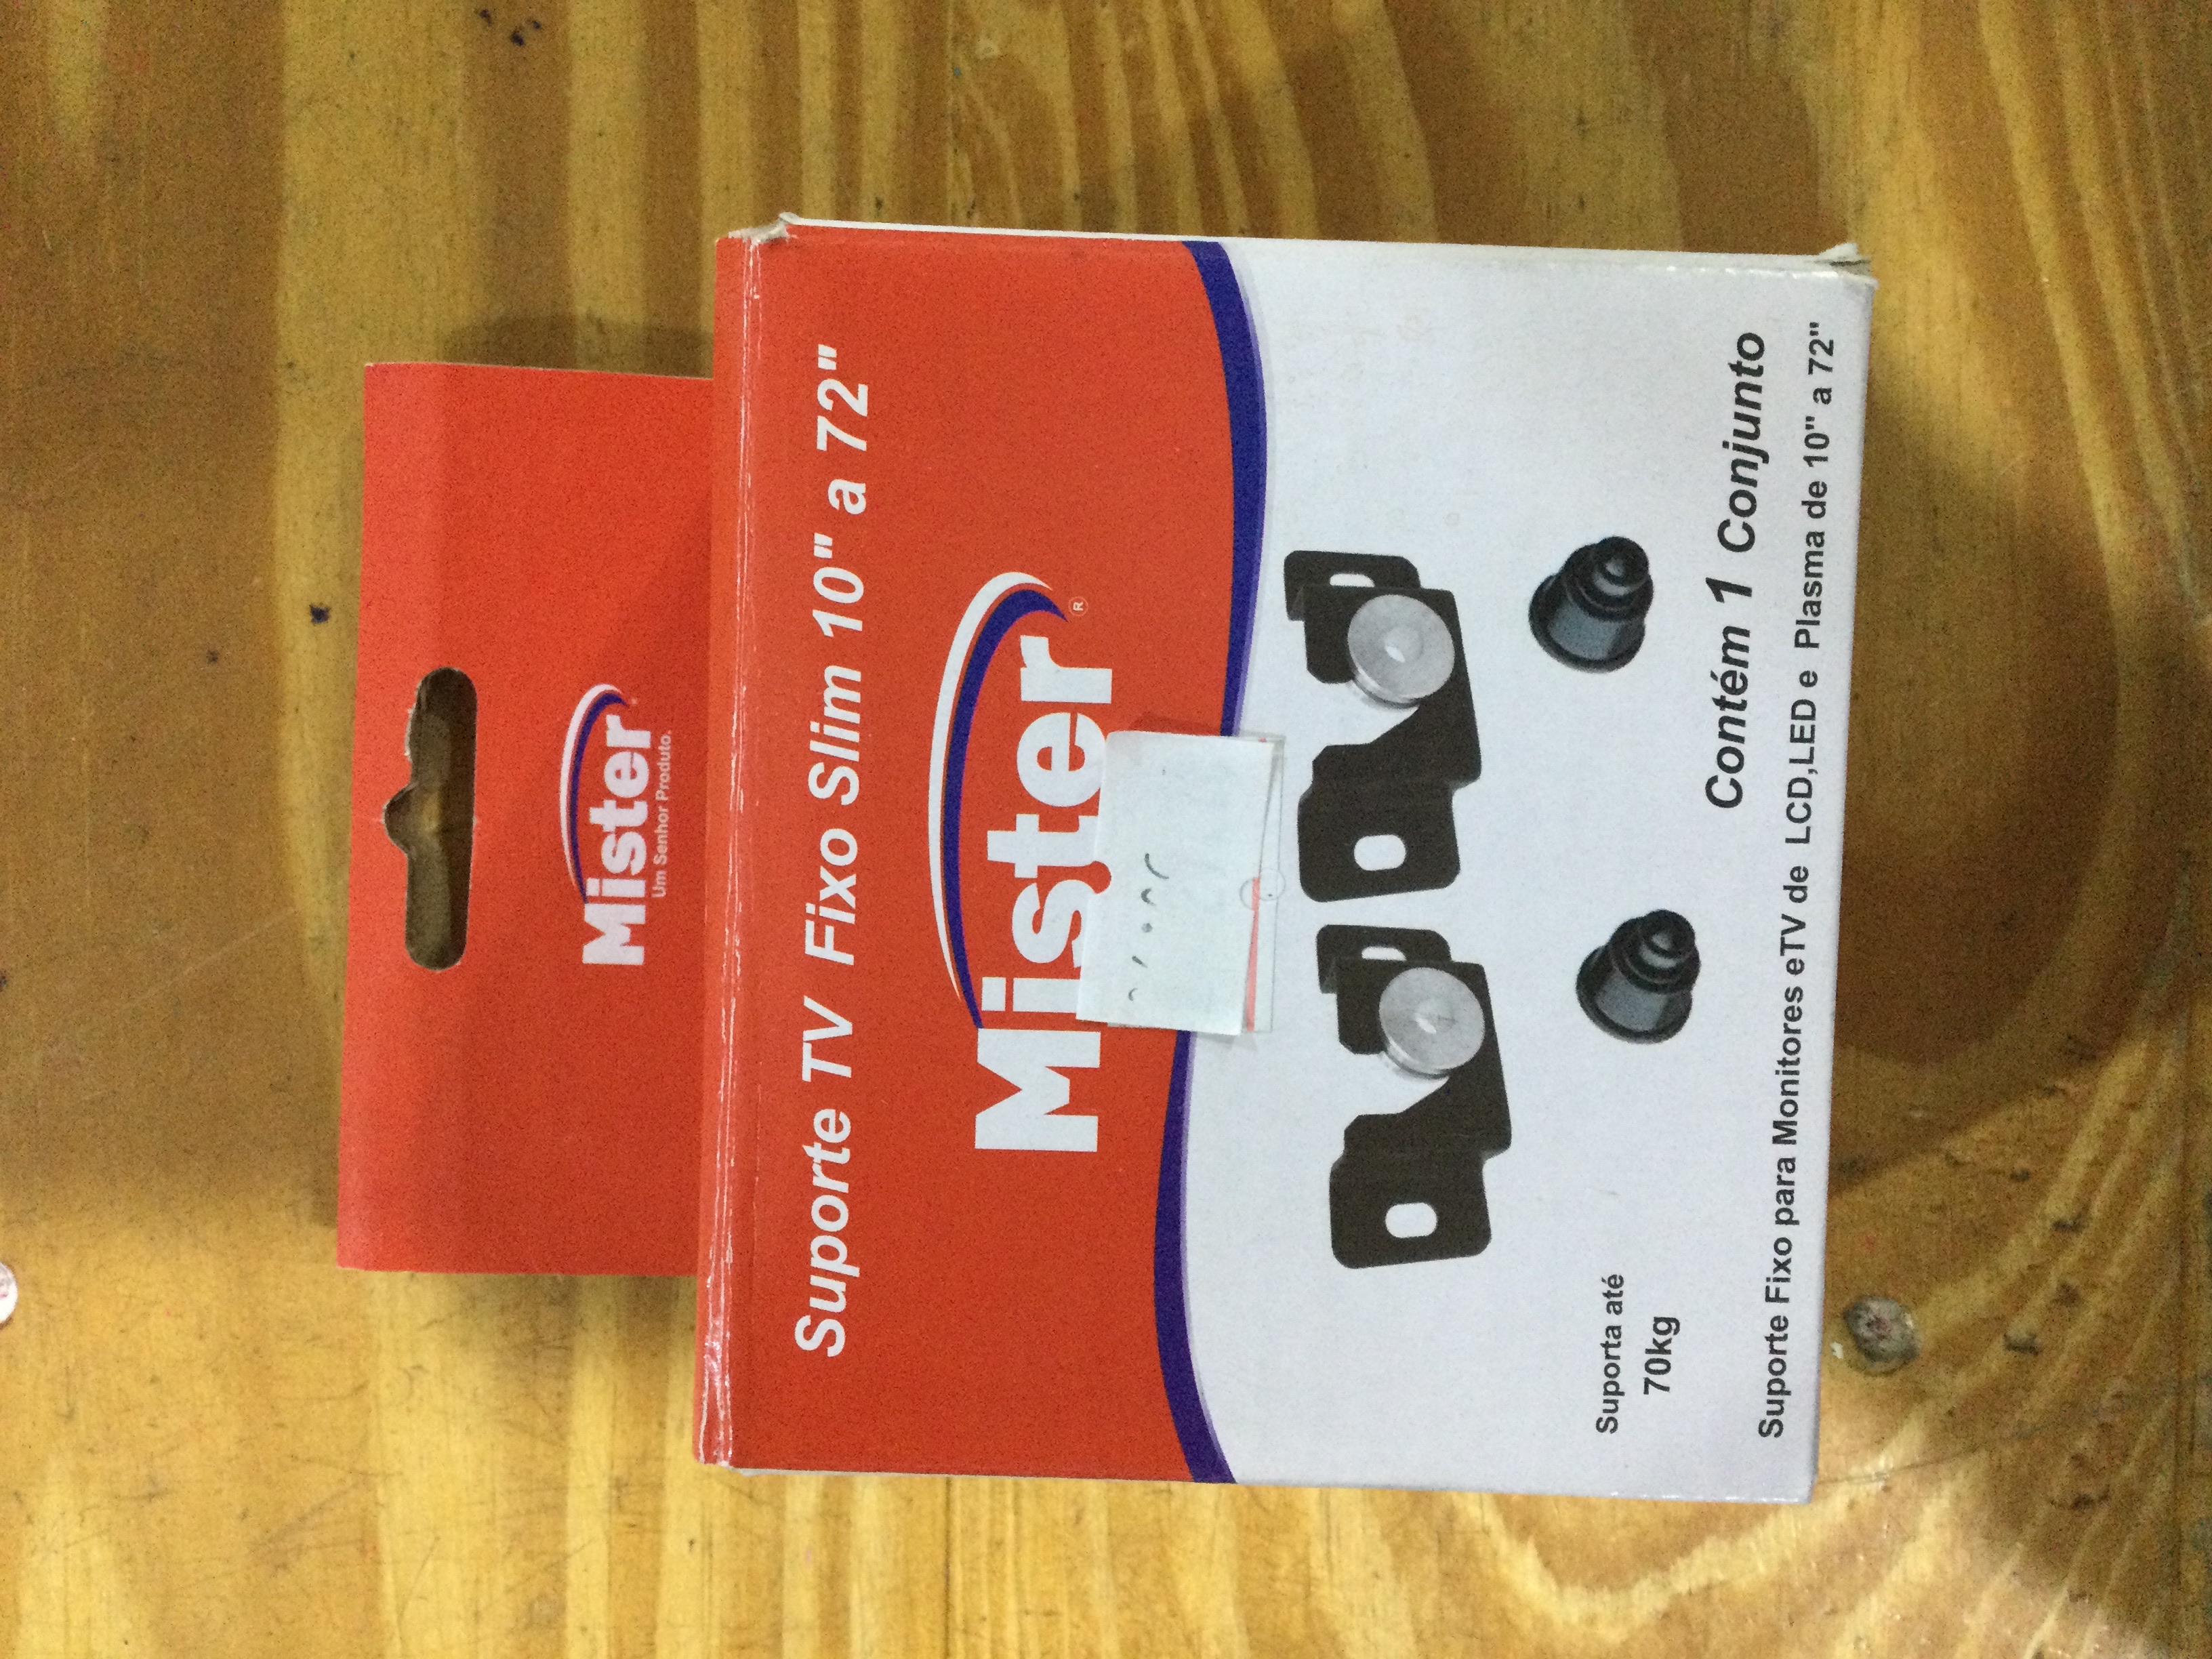 Mister
Um Senhor Produto.
Suporte TV Fixo Slim 10" a 72"
Mister®
Suporta até
70kg
Contém 1 Conjunto
Suporte Fixo para Monitores eTV de LCD,LED e Plasma de 10" a 72"